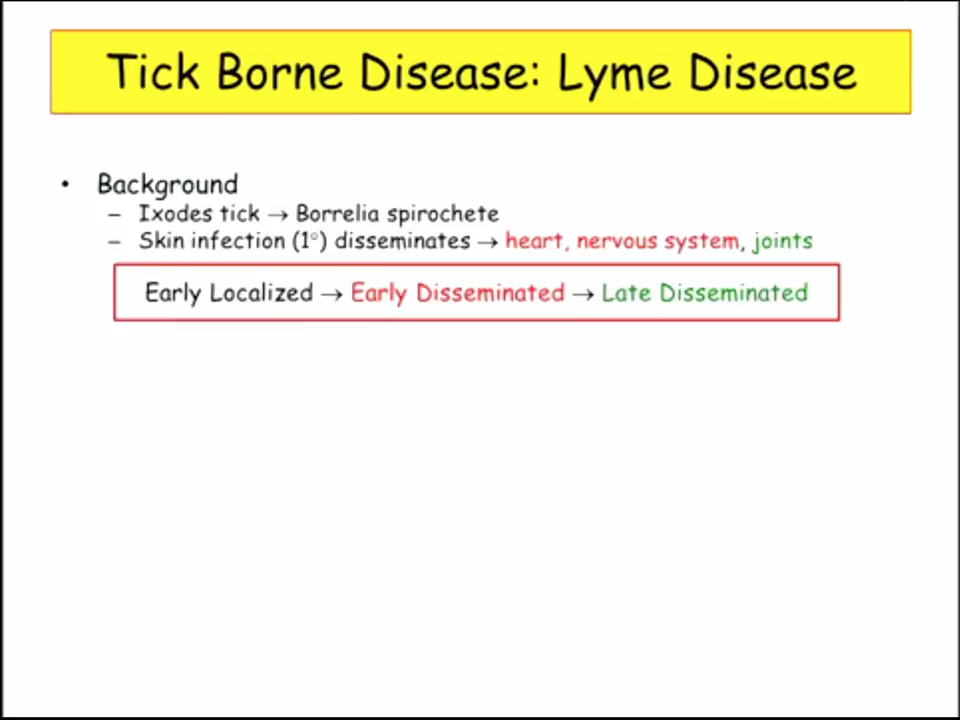 Tick Borne Disease: Lyme Disease
• Background
– Ixodes tick → Borrelia spirochete
– Skin infection (1°) disseminates → heart, nervous system, joints
Early Localized → Early Disseminated → Late Disseminated